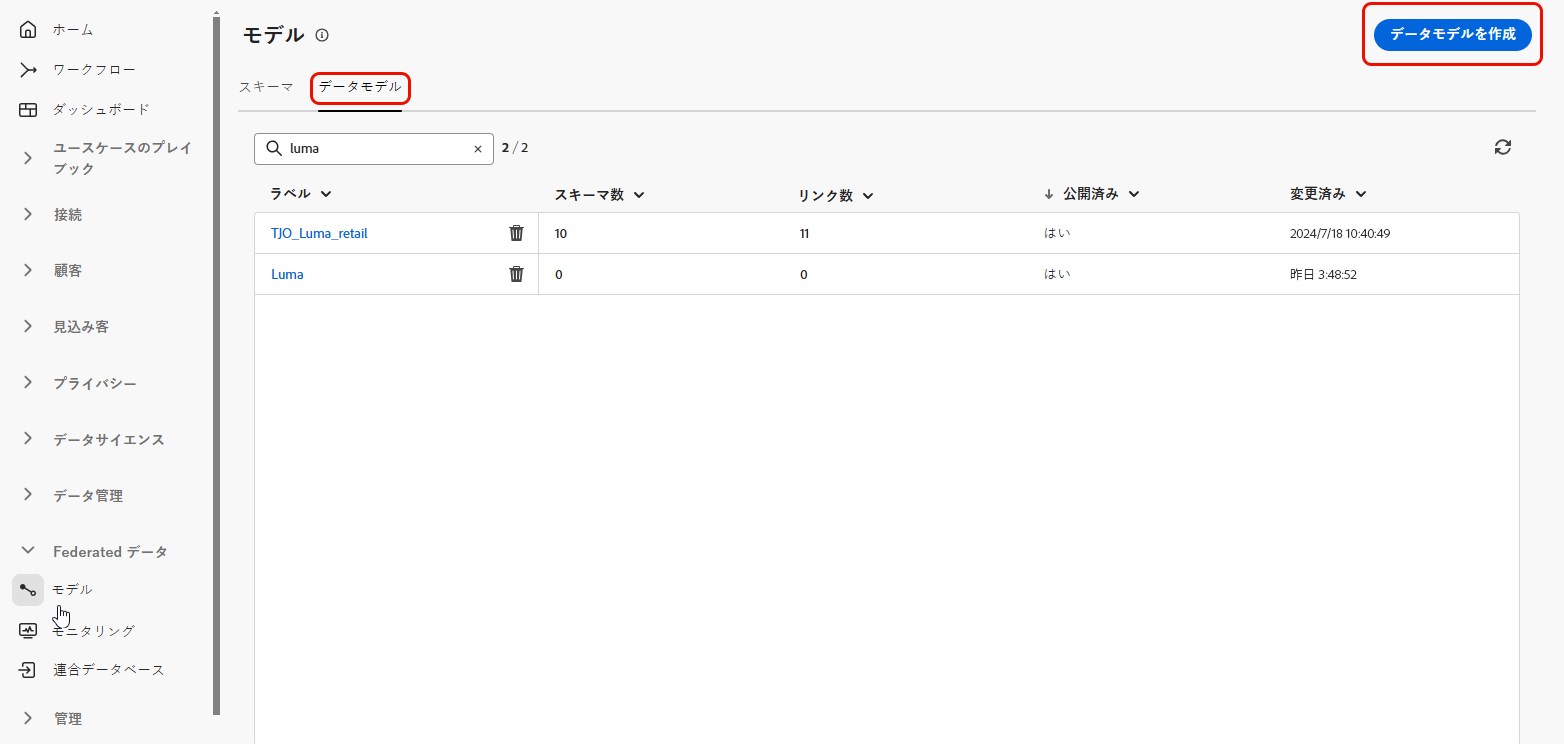 ホーム
ワークフロー
ダッシュボード
ユースケースのプレイ
ブック
接続
顧客
見込み客
プライバシー
データサイエンス
データ管理
Federated データ
モデル
モニタリング
連合データベース
管理
モデル
データモデルを作成
スキーマ データモデル
luma 2 / 2
ラベル スキーマ数 リンク数 公開済み 変更済み
TJO_Luma_retail 10 11 はい 2024/7/18 10:40:49
Luma 0 0 はい 昨日 3:48:52